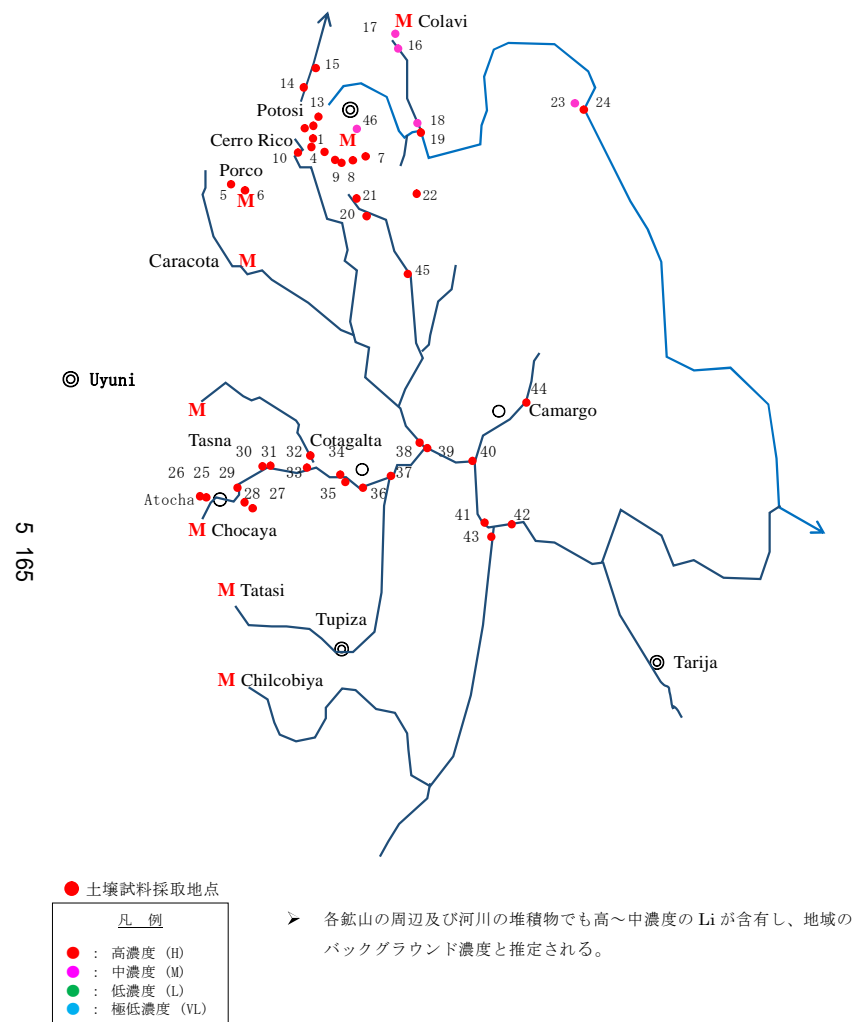 17 M Colavi
16
15
14
Potosi 13
46
18
23 24
Cerro Rico 1 M
19
10 4 7
Porco 9 8
5 6
M
21 22
20
Caracota M
45
Uyuni
M
44
Camargo
Tasna Cotagalta
30 31 32 34 38 39 40
26 25 29 33
37
Atocha 28 27 35 36
M Chocaya
41 42
43
5 165
M Tatasi
Tupiza
Tarija
M Chilcobiya
土壌試料採取地点
凡 例
: 高濃度 (H)
: 中濃度 (M)
: 低濃度 (L)
: 極低濃度 (VL)
➢ 各鉱山の周辺及び河川の堆積物でも高～中濃度の Li が含有し、地域の
バックグラウンド濃度と推定される。